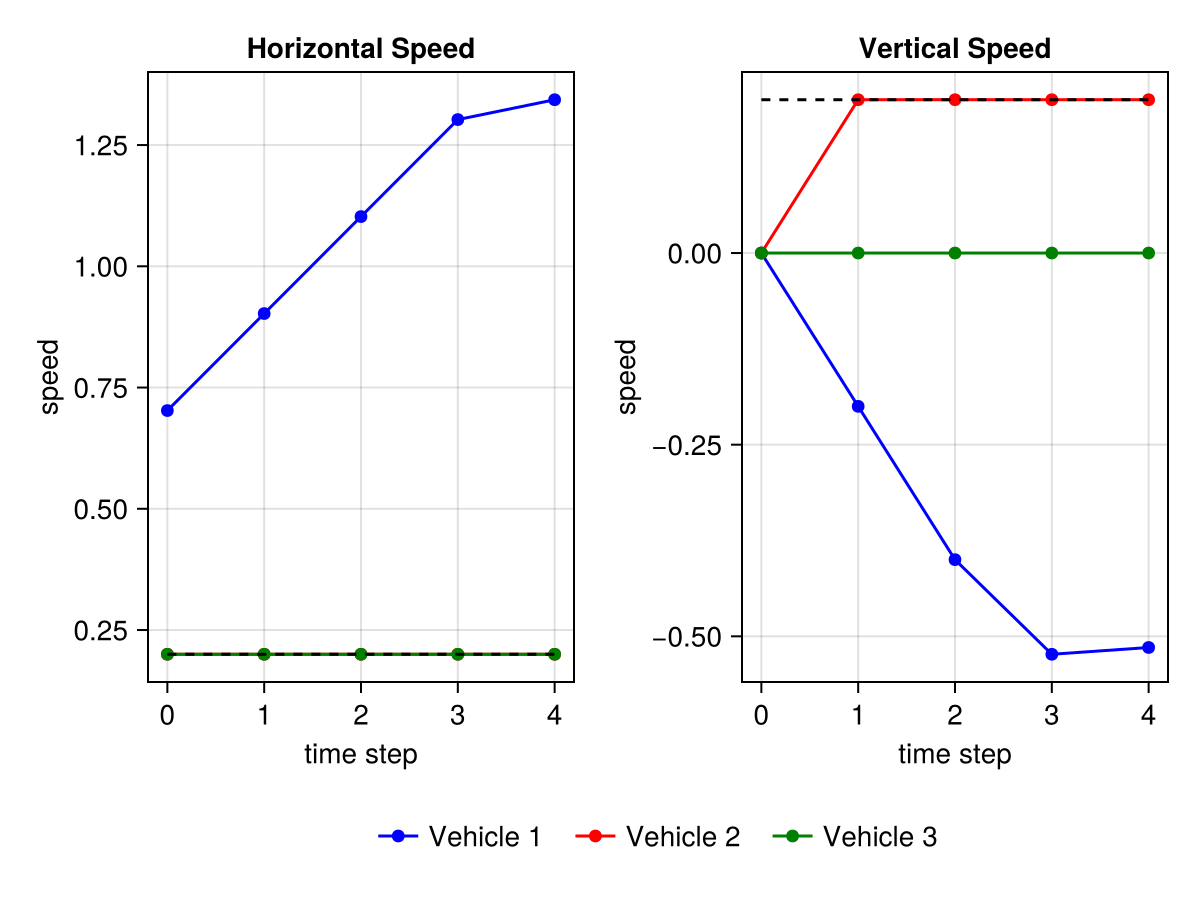 Horizontal Speed
Vertical Speed
speed
1.25
1.00
0.75
0.50
0.25
0 1 2 3 4
time step
speed
0.00
−0.25
−0.50
0 1 2 3 4
time step
Vehicle 1 Vehicle 2 Vehicle 3